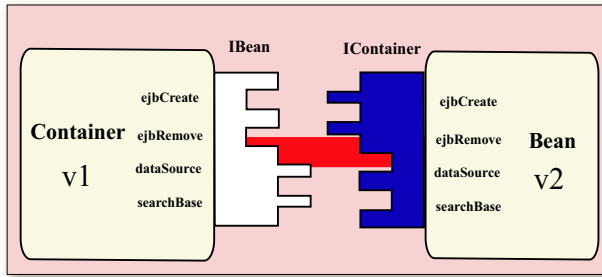 IBean
IContainer
Container
v1
ejbCreate
ejbRemove
dataSource
searchBase
ejbCreate
ejbRemove
dataSource
searchBase
Bean
v2